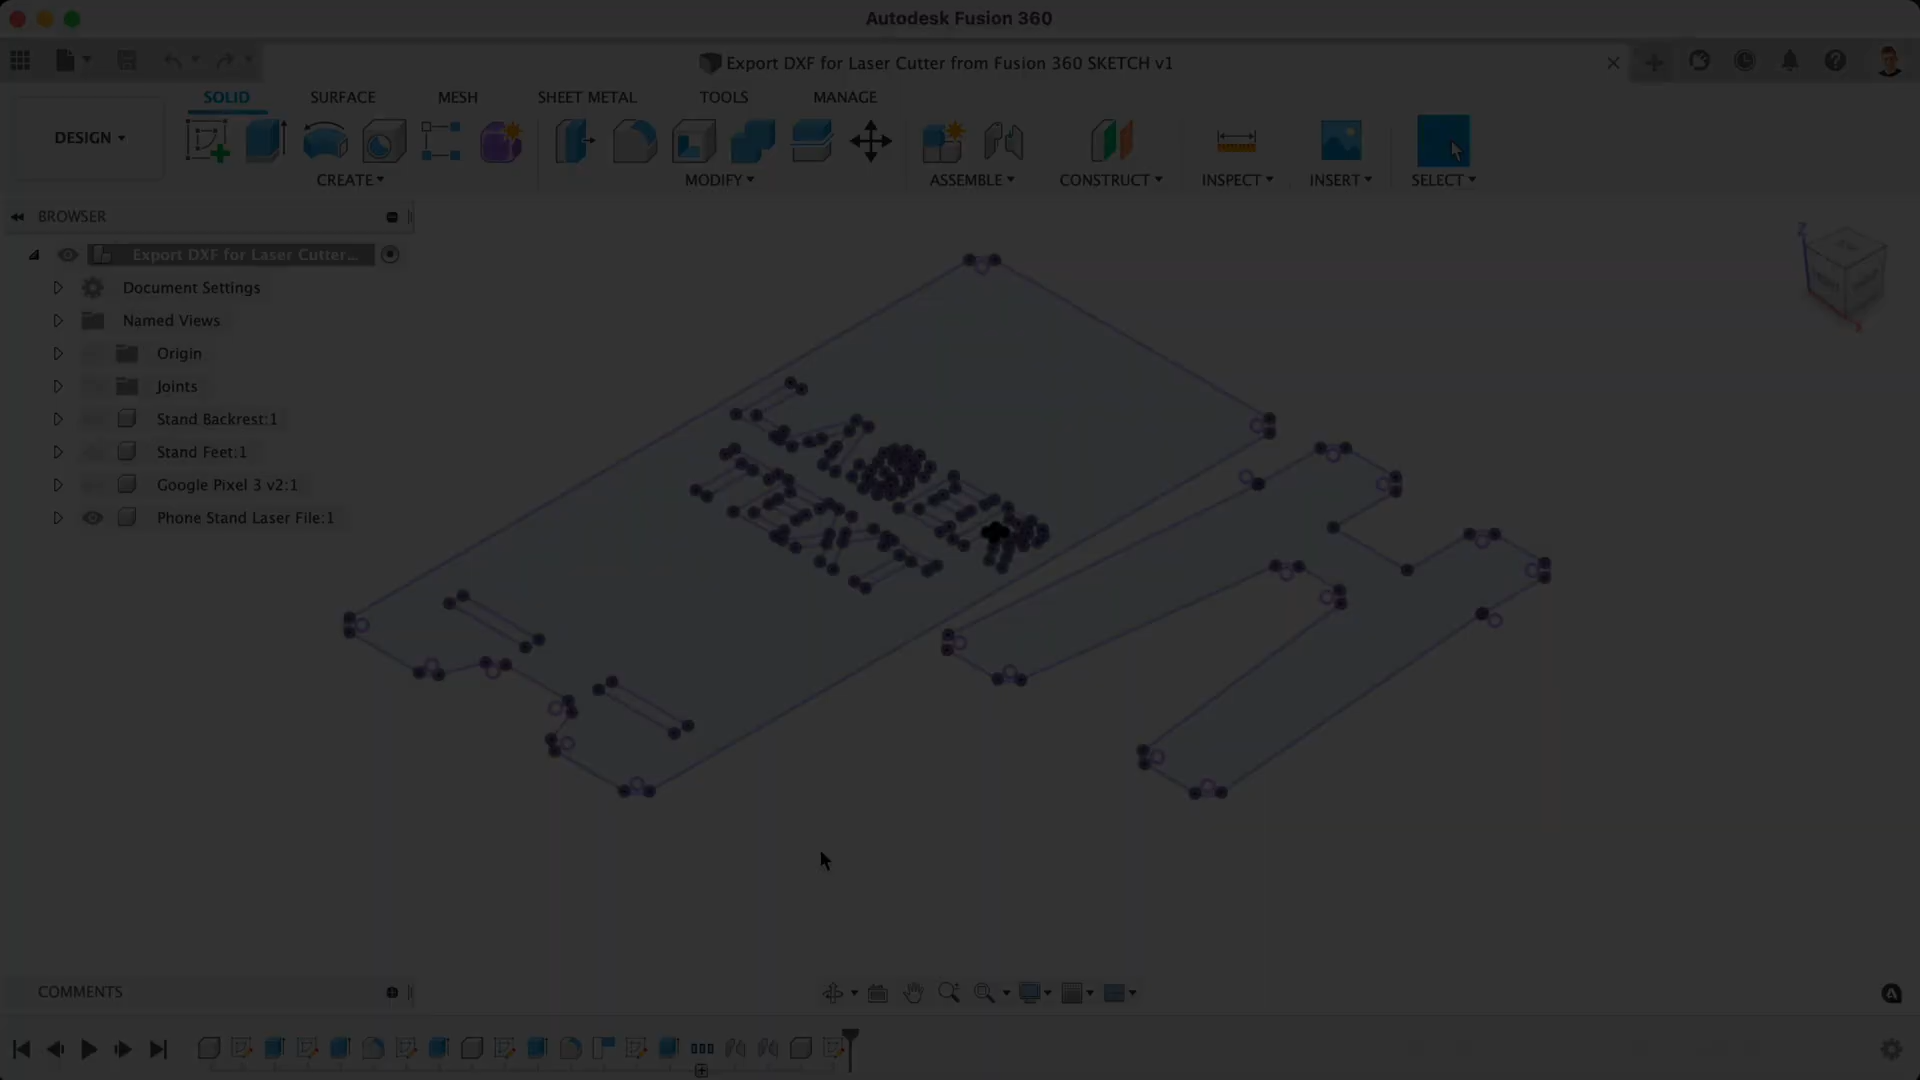 Autodesk Fusion 360
Export DXF for Laser Cutter from Fusion 360 SKETCH v1
SOLID
SURFACE
MESH
SHEET METAL
TOOLS
MANAGE
DESIGN
CREATE
MODIFY
ASSEMBLE
CONSTRUCT
INSPECT
INSERT
SELECT
BROWSER
Export DXF for Laser Cutter...
Document Settings
Named Views
Origin
Joints
Stand Backrest:1
Stand Feet:1
Google Pixel 3 v2:1
Phone Stand Laser File:1
Z
COMMENTS